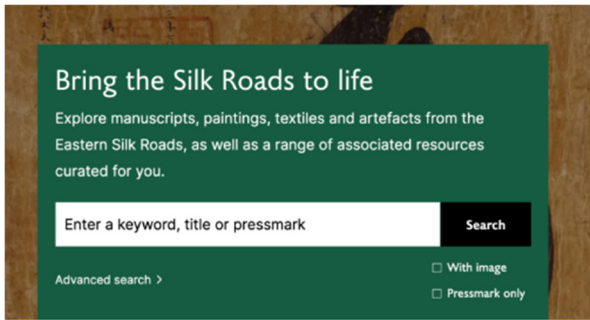 Bring the Silk Roads to life
Explore manuscripts, paintings, textiles and artefacts from the
Eastern Silk Roads, as well as a range of associated resources
curated for you.
Enter a keyword, title or pressmark
Search
With image
Advanced search >
Pressmark only